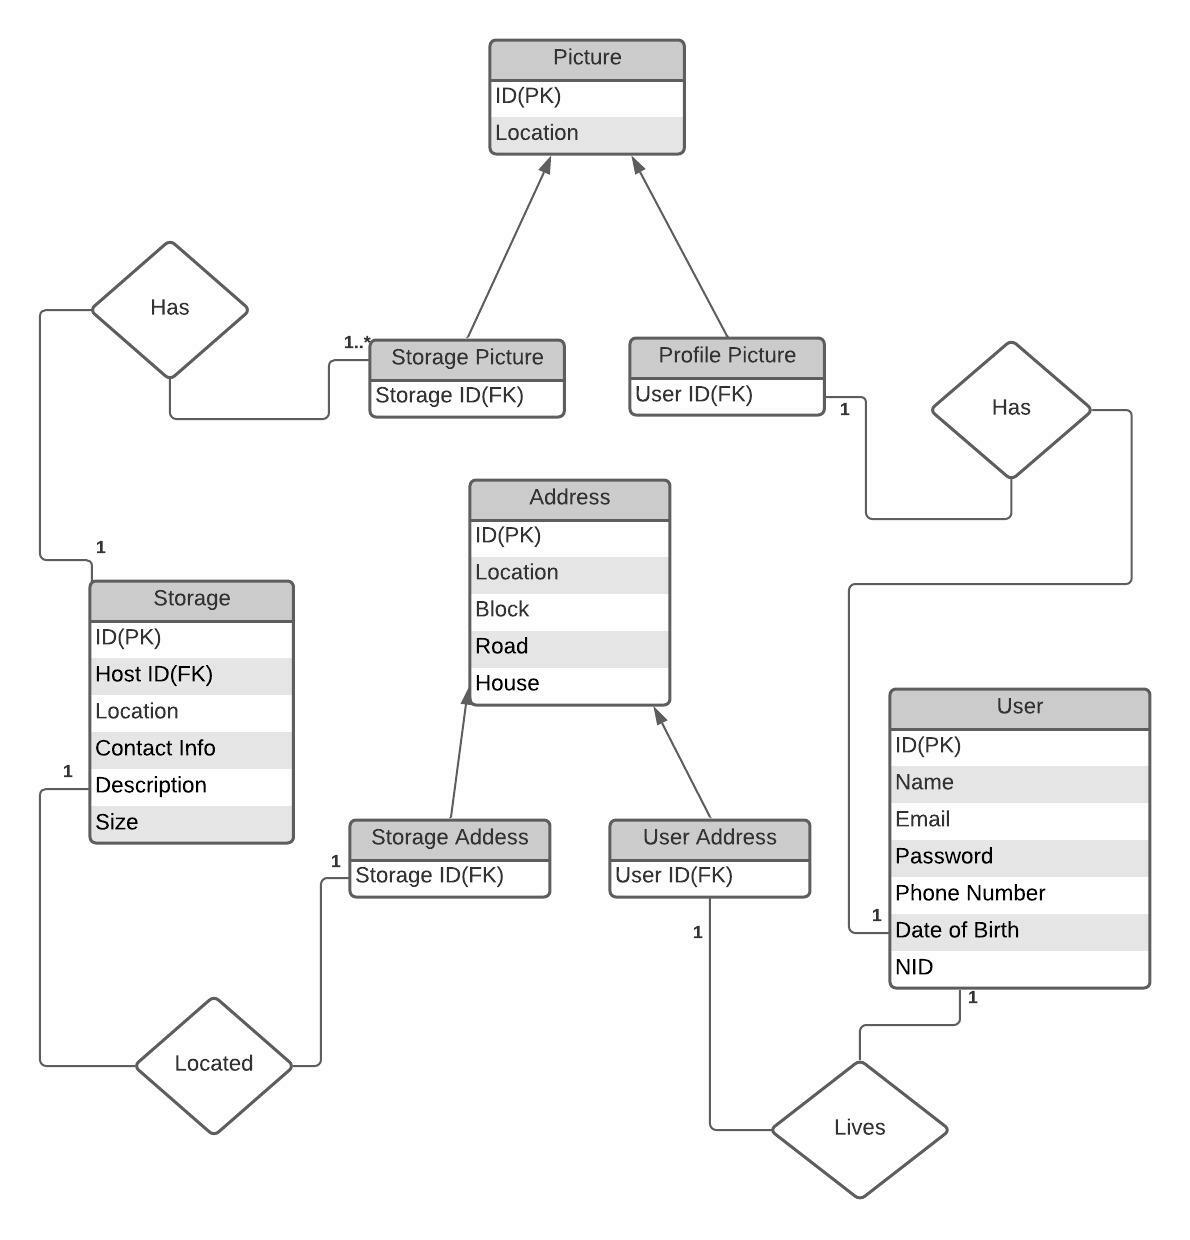 Picture
ID(PK)
Location
Has
1..*
Storage Picture
Storage ID(FK)
Profile Picture
User ID(FK)
1
Has
1
Storage
ID(PK)
Host ID(FK)
Location
Contact Info
Description
Size
1
Address
ID(PK)
Location
Block
Road
House
User
ID(PK)
Name
Email
Password
Phone Number
Date of Birth
NID
1
1
1
Storage Addess
Storage ID(FK)
User Address
User ID(FK)
1
Located
Lives